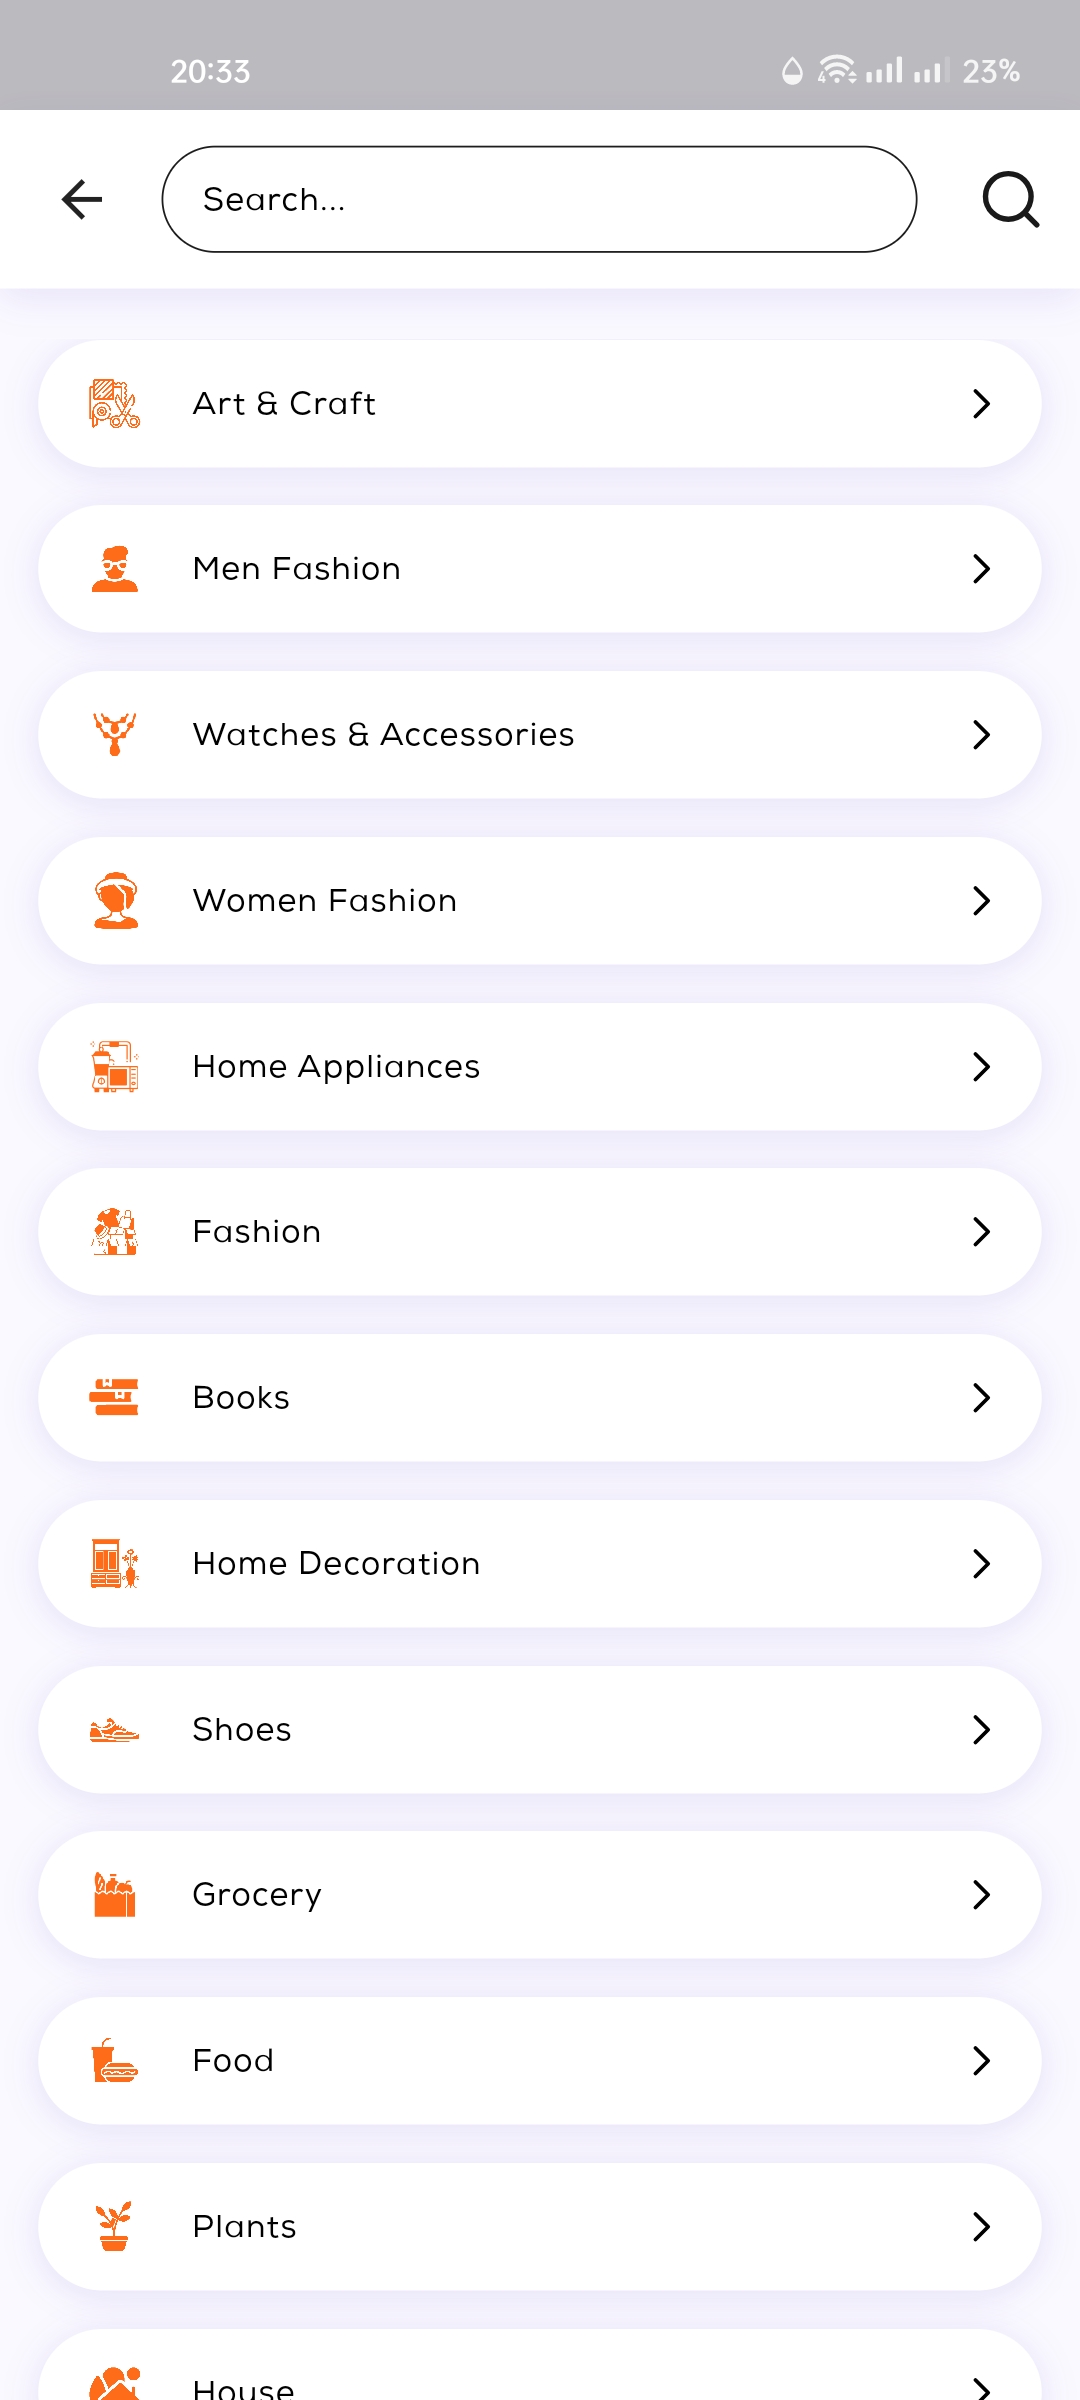 20:33
4
23%
Search...
Art & Craft
Men Fashion
Watches & Accessories
Women Fashion
Home Appliances
Fashion
Books
Home Decoration
Shoes
Grocery
Food
Plants
House